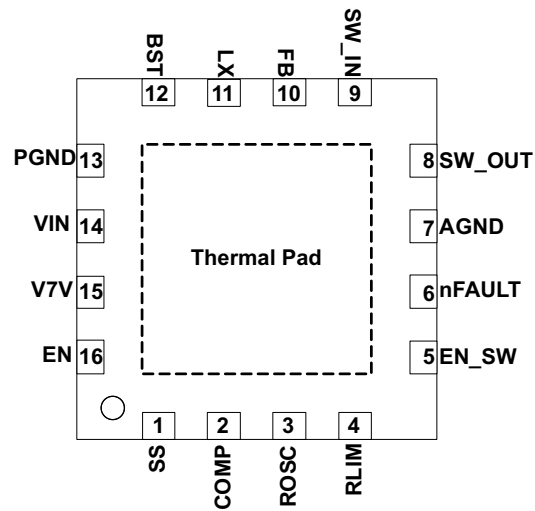 BST
LX
FB
SW_IN
12
11
10
9
PGND 13
8 SW_OUT
VIN 14
7 AGND
Thermal Pad
V7V 15
6 nFAULT
EN 16
5 EN_SW
1
2
3
4
SS
COMP
ROSC
RLIM